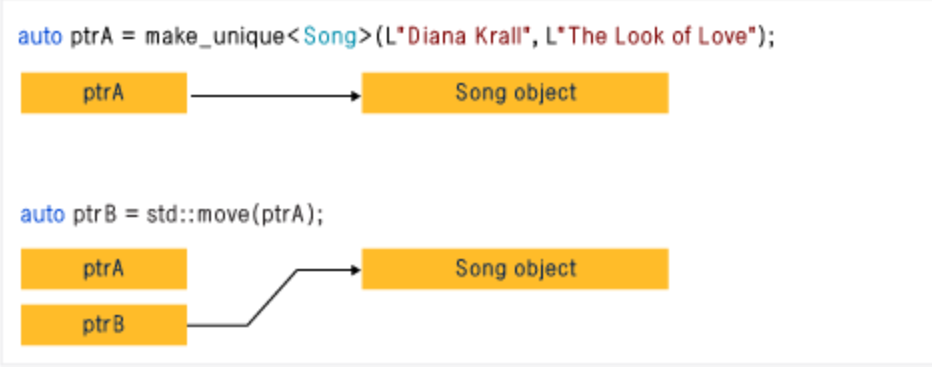 auto ptrA = make_unique<Song>(L"Diana Krall", L"The Look of Love");
ptrA
Song object
auto ptrB = std::move(ptrA);
ptrA
Song object
ptrB